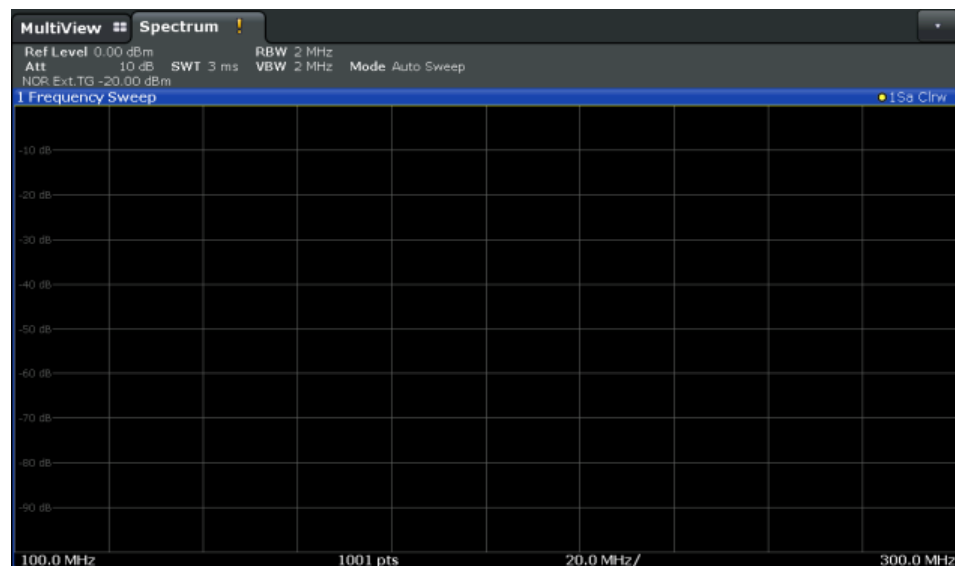 MultiView Spectrum !
Ref Level 0.00 dBm RBW 2 MHz
Att 10 dB SWT 3 ms VBW 2 MHz Mode Auto Sweep
NOR Ext.TG -20.00 dBm
1 Frequency Sweep 1Sa Clrw
-10 dB
-20 dB
-30 dB
-40 dB
-50 dB
-60 dB
-70 dB
-80 dB
-90 dB
100.0 MHz 1001 pts 20.0 MHz/ 300.0 MHz